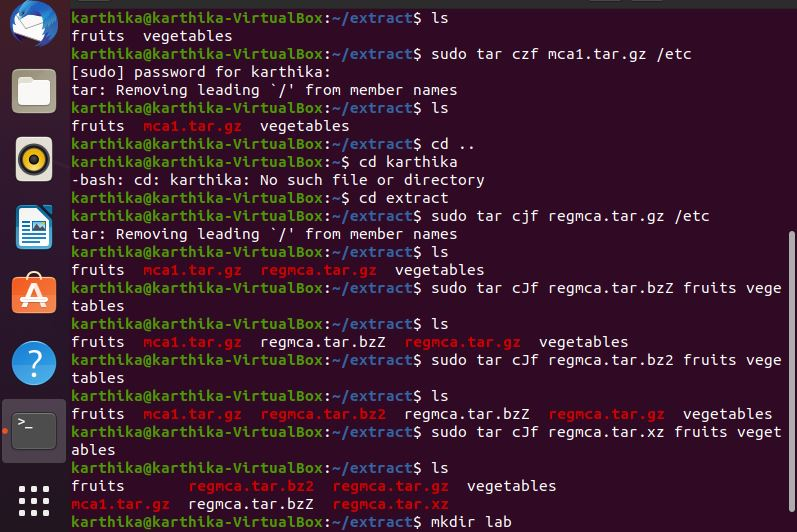 karthika@karthika-VirtualBox:~/extract$ ls
fruits  vegetables
karthika@karthika-VirtualBox:~/extract$ sudo tar czf mca1.tar.gz /etc
[sudo] password for karthika:
tar: Removing leading `/' from member names
karthika@karthika-VirtualBox:~/extract$ ls
fruits  mca1.tar.gz  vegetables
karthika@karthika-VirtualBox:~/extract$ cd ..
karthika@karthika-VirtualBox:~$ cd karthika
-bash: cd: karthika: No such file or directory
karthika@karthika-VirtualBox:~$ cd extract
karthika@karthika-VirtualBox:~/extract$ sudo tar cjf regmca.tar.gz /etc
tar: Removing leading `/' from member names
karthika@karthika-VirtualBox:~/extract$ ls
fruits  mca1.tar.gz  regmca.tar.gz  vegetables
karthika@karthika-VirtualBox:~/extract$ sudo tar cJf regmca.tar.bzZ fruits vege
tables
karthika@karthika-VirtualBox:~/extract$ ls
fruits  mca1.tar.gz  regmca.tar.bzZ  regmca.tar.gz  vegetables
karthika@karthika-VirtualBox:~/extract$ sudo tar cJf regmca.tar.bz2 fruits vege
tables
karthika@karthika-VirtualBox:~/extract$ ls
fruits  mca1.tar.gz  regmca.tar.bz2  regmca.tar.bzZ  regmca.tar.gz  vegetables
karthika@karthika-VirtualBox:~/extract$ sudo tar cJf regmca.tar.xz fruits veget
ables
karthika@karthika-VirtualBox:~/extract$ ls
fruits       regmca.tar.bz2  regmca.tar.gz  vegetables
mca1.tar.gz  regmca.tar.bzZ  regmca.tar.xz
karthika@karthika-VirtualBox:~/extract$ mkdir lab